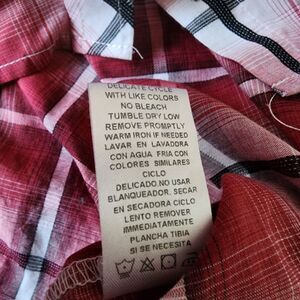 DELICATE CYCLE
WITH LIKE COLORS
NO BLEACH
TUMBLE DRY LOW
REMOVE PROMPTLY
WARM IRON IF NEEDED
LAVAR EN LAVADORA
CON AGUA FRIA CON
COLORES SIMILARES
CICLO
DELICADO.NO USAR
BLANQUEADOR. SECAR
EN SECADORA CICLO
LENTO REMOVER
IMMEDIATAMENTE
PLANCHA TIBIA
SI SE NECESITA